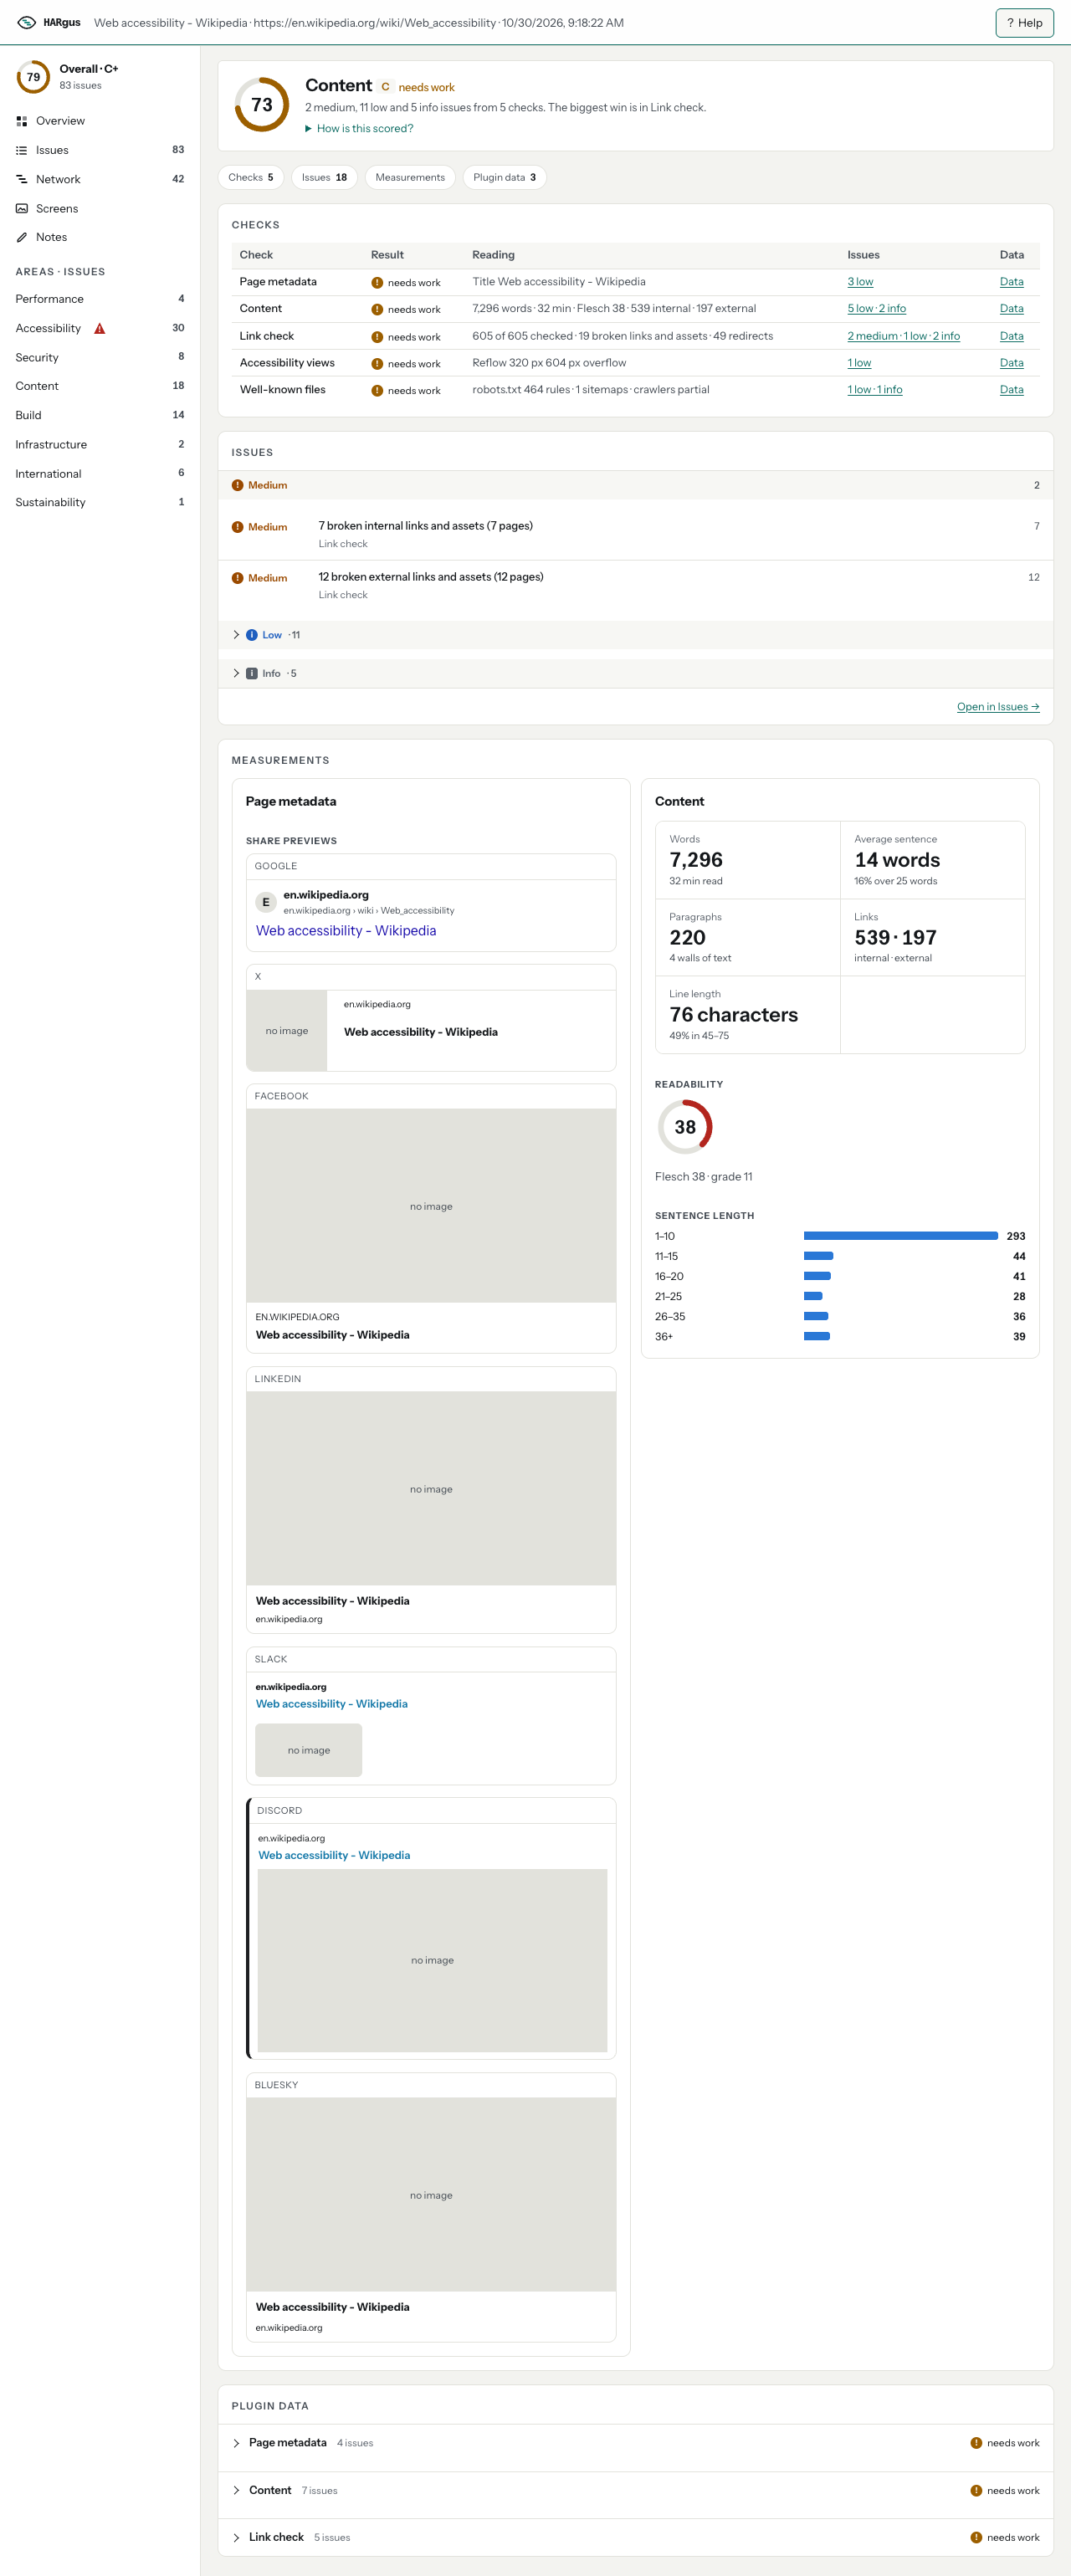 HARgus
Web accessibility - Wikipedia · https://en.wikipedia.org/wiki/Web_accessibility · 10/30/2026, 9:18:22 AM
? Help
79
Overall · C+
83 issues
Overview
Issues 83
Network 42
Screens
Notes
AREAS · ISSUES
Performance 4
Accessibility 30
Security 8
Content 18
Build 14
Infrastructure 2
International 6
Sustainability 1
73
Content C needs work
2 medium, 11 low and 5 info issues from 5 checks. The biggest win is in Link check.
How is this scored?
Checks 5
Issues 18
Measurements
Plugin data 3
CHECKS
Check Result Reading Issues Data
Page metadata needs work Title Web accessibility - Wikipedia 3 low Data
Content needs work 7,296 words · 32 min · Flesch 38 · 539 internal · 197 external 5 low · 2 info Data
Link check needs work 605 of 605 checked · 19 broken links and assets · 49 redirects 2 medium · 1 low · 2 info Data
Accessibility views needs work Reflow 320 px 604 px overflow 1 low Data
Well-known files needs work robots.txt 464 rules · 1 sitemaps · crawlers partial 1 low · 1 info Data
ISSUES
Medium 2
Medium 7 broken internal links and assets (7 pages) 7
Link check
Medium 12 broken external links and assets (12 pages) 12
Link check
Low · 11
Info · 5
Open in Issues →
MEASUREMENTS
Page metadata
SHARE PREVIEWS
GOOGLE
E
en.wikipedia.org
en.wikipedia.org › wiki › Web_accessibility
Web accessibility - Wikipedia
X
no image
en.wikipedia.org
Web accessibility - Wikipedia
FACEBOOK
no image
EN.WIKIPEDIA.ORG
Web accessibility - Wikipedia
LINKEDIN
no image
Web accessibility - Wikipedia
en.wikipedia.org
SLACK
en.wikipedia.org
Web accessibility - Wikipedia
no image
DISCORD
en.wikipedia.org
Web accessibility - Wikipedia
no image
BLUESKY
no image
Web accessibility - Wikipedia
en.wikipedia.org
Content
Words
7,296
32 min read
Average sentence
14 words
16% over 25 words
Paragraphs
220
4 walls of text
Links
539 · 197
internal · external
Line length
76 characters
49% in 45–75
READABILITY
38
Flesch 38 · grade 11
SENTENCE LENGTH
1–10 293
11–15 44
16–20 41
21–25 28
26–35 36
36+ 39
PLUGIN DATA
Page metadata 4 issues needs work
Content 7 issues needs work
Link check 5 issues needs work